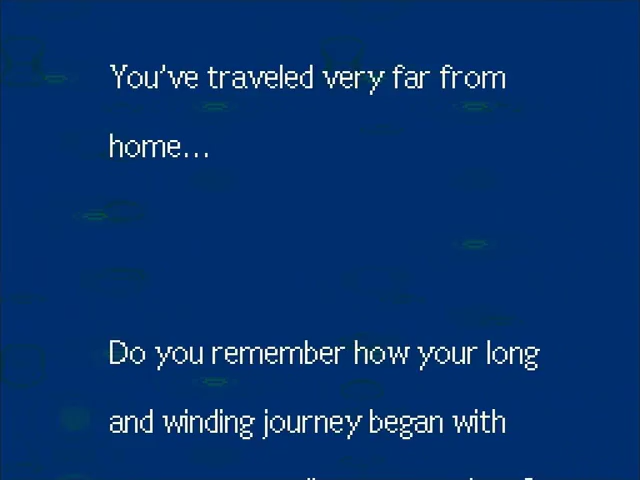 You've traveled very far from
home...
Do you remember how your long
and winding journey began with